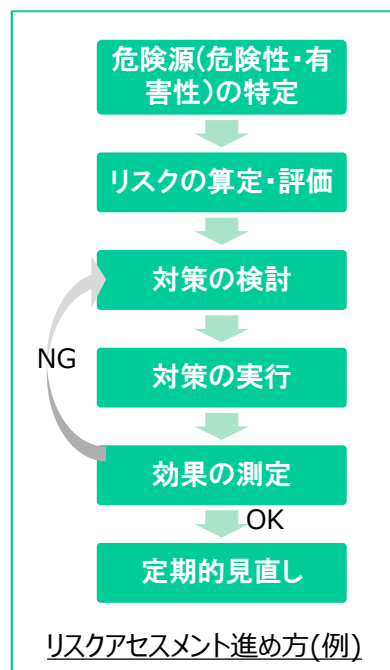 危険源(危険性・有
害性)の特定
リスクの算定・評価
対策の検討
NG
対策の実行
効果の測定
OK
定期的見直し
リスクアセスメント進め方(例)